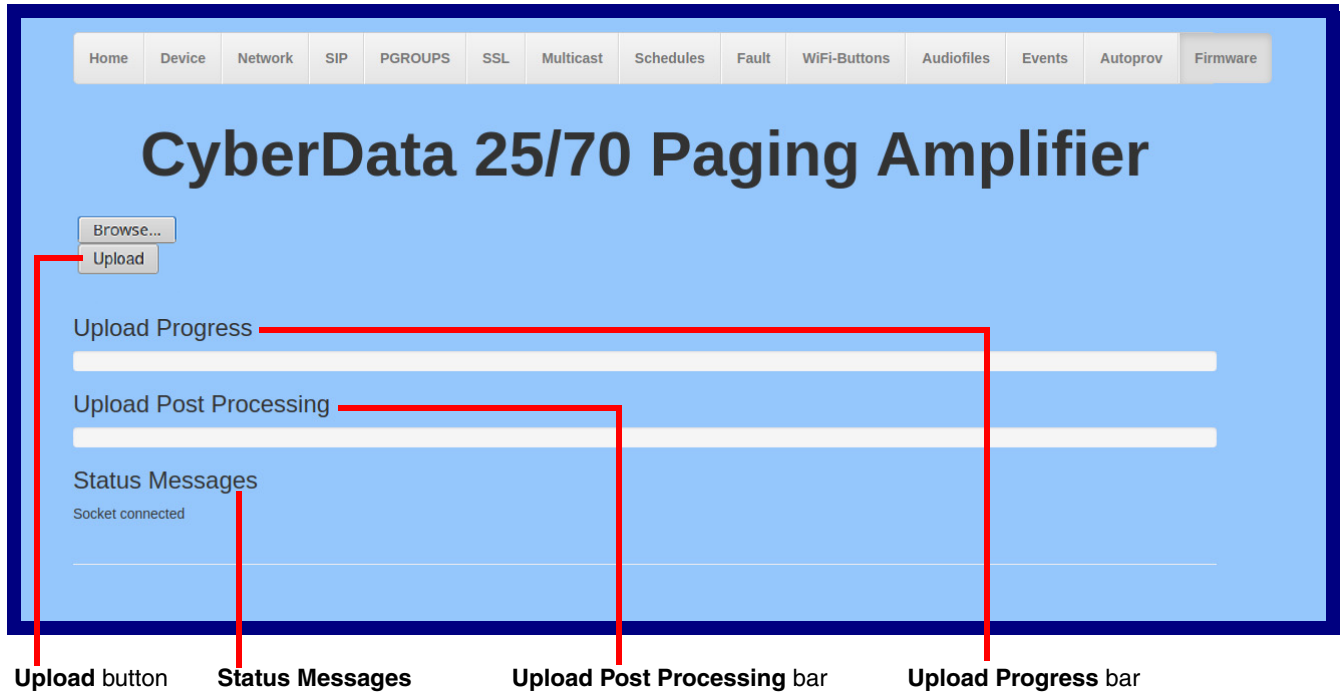 Home Device Network SIP PGROUPS SSL Multicast Schedules Fault WiFi-Buttons Audiofiles Events Autoprov Firmware
CyberData 25/70 Paging Amplifier
Browse...
Upload
Upload Progress
Upload Post Processing
Status Messages
Socket connected
Upload button Status Messages Upload Post Processing bar Upload Progress bar